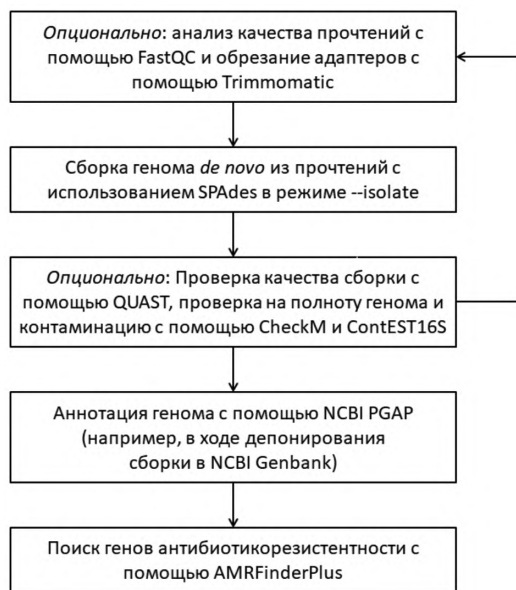 Опционально: анализ качества прочтений с
помощью FastQC и обрезание адаптеров с
помощью Trimmomatic
Сборка генома de novo из прочтений с
использованием SPAdes в режиме --isolate
Опционально: Проверка качества сборки с
помощью QUAST, проверка на полноту генома и
контаминацию с помощью CheckM и ContEST16S
Аннотация генома с помощью NCBI PGAP
(например, в ходе депонирования
сборки в NCBI Genbank)
Поиск генов антибиотикорезистентности с
помощью AMRFinderPlus